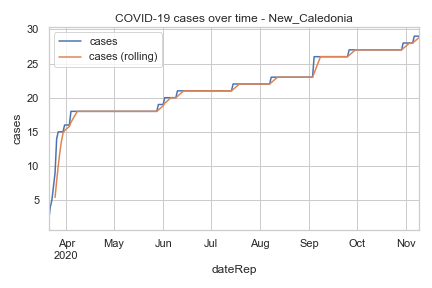 COVID-19 cases over time - New_Caledonia
cases
cases (rolling)
30
25
20
15
10
5
cases
Apr May Jun Jul Aug Sep Oct Nov
2020
dateRep